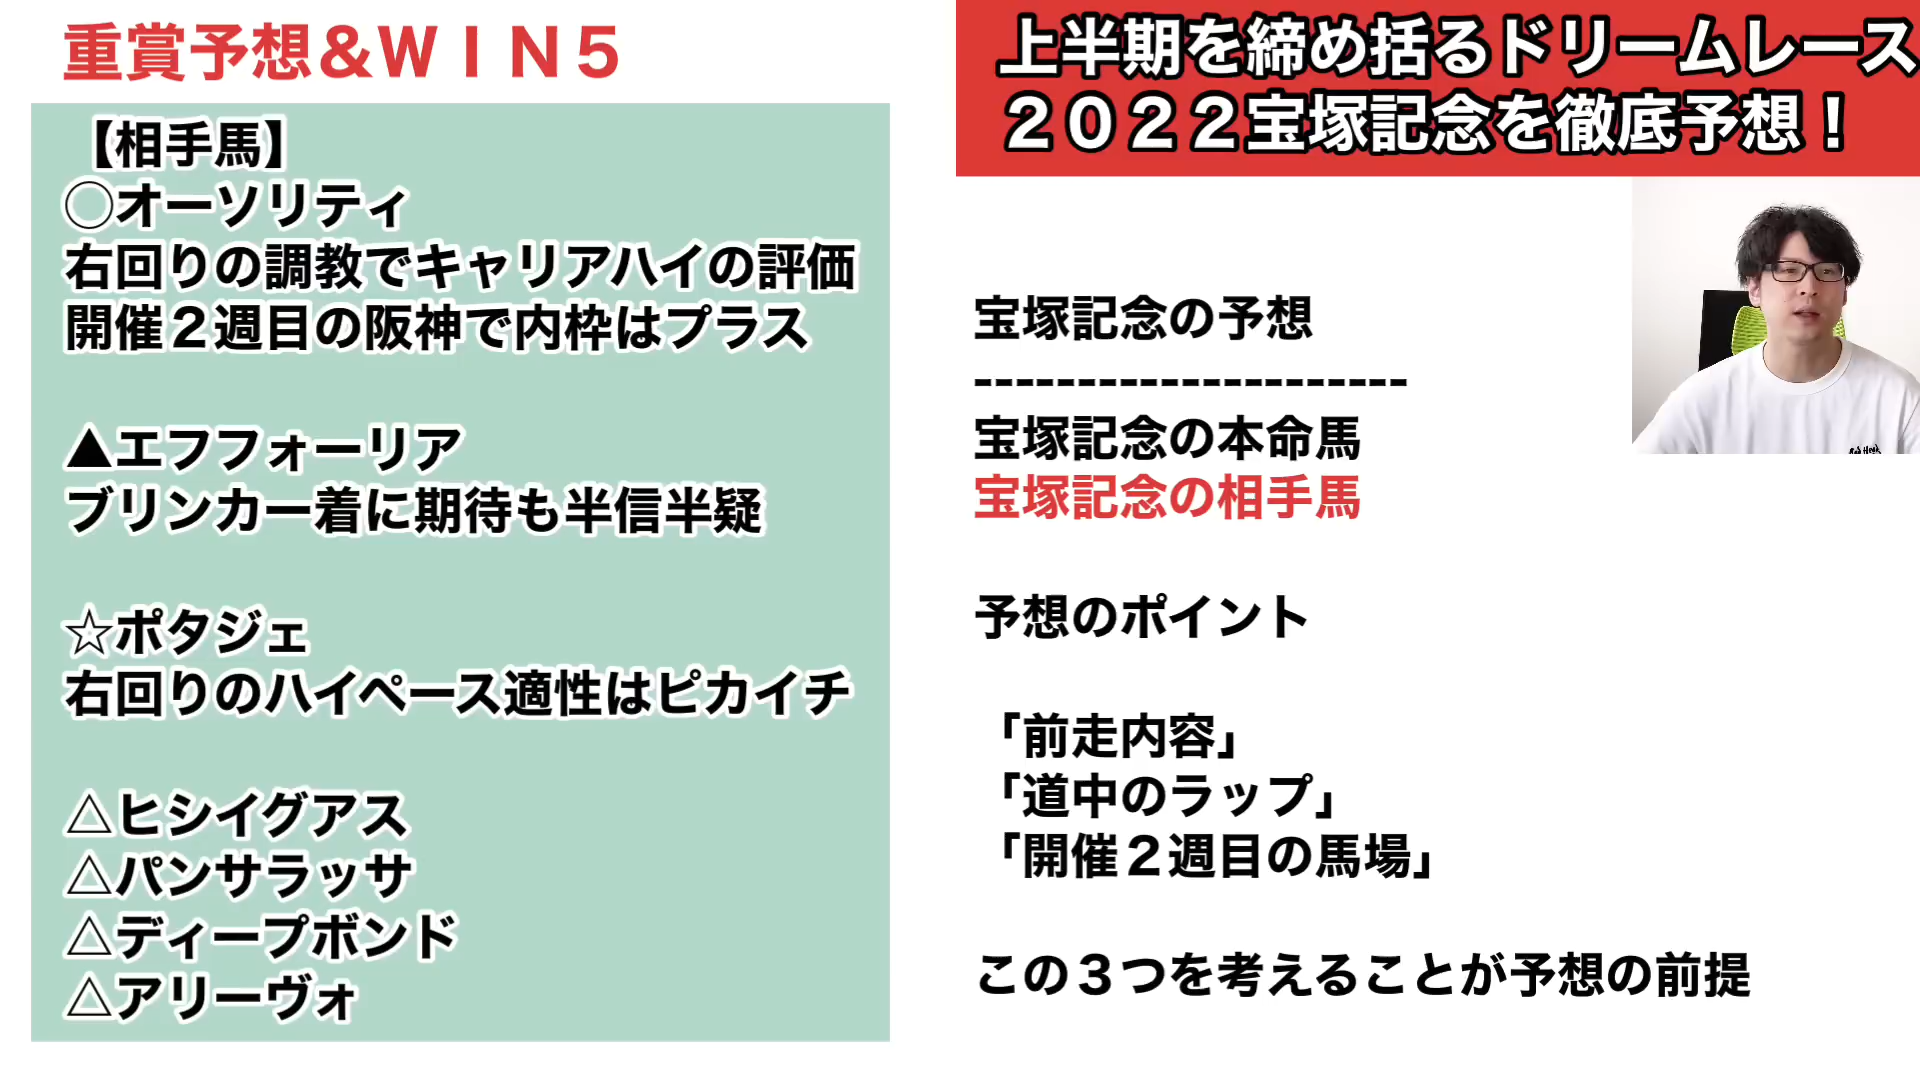 重賞予想&WIN5
【相手馬】
◯オーソリティ
右回りの調教でキャリアハイの評価
開催2週目の阪神で内枠はプラス
▲エフフォーリア
ブリンカー着に期待も半信半疑
☆ポタジェ
右回りのハイペース適性はピカイチ
△ヒシイグアス
△パンサラッサ
△ディープボンド
△アリーヴォ
上半期を締め括るドリームレース
2022宝塚記念を徹底予想!
宝塚記念の予想
---------------------
宝塚記念の本命馬
宝塚記念の相手馬
予想のポイント
「前走内容」
「道中のラップ」
「開催2週目の馬場」
この3つを考えることが予想の前提